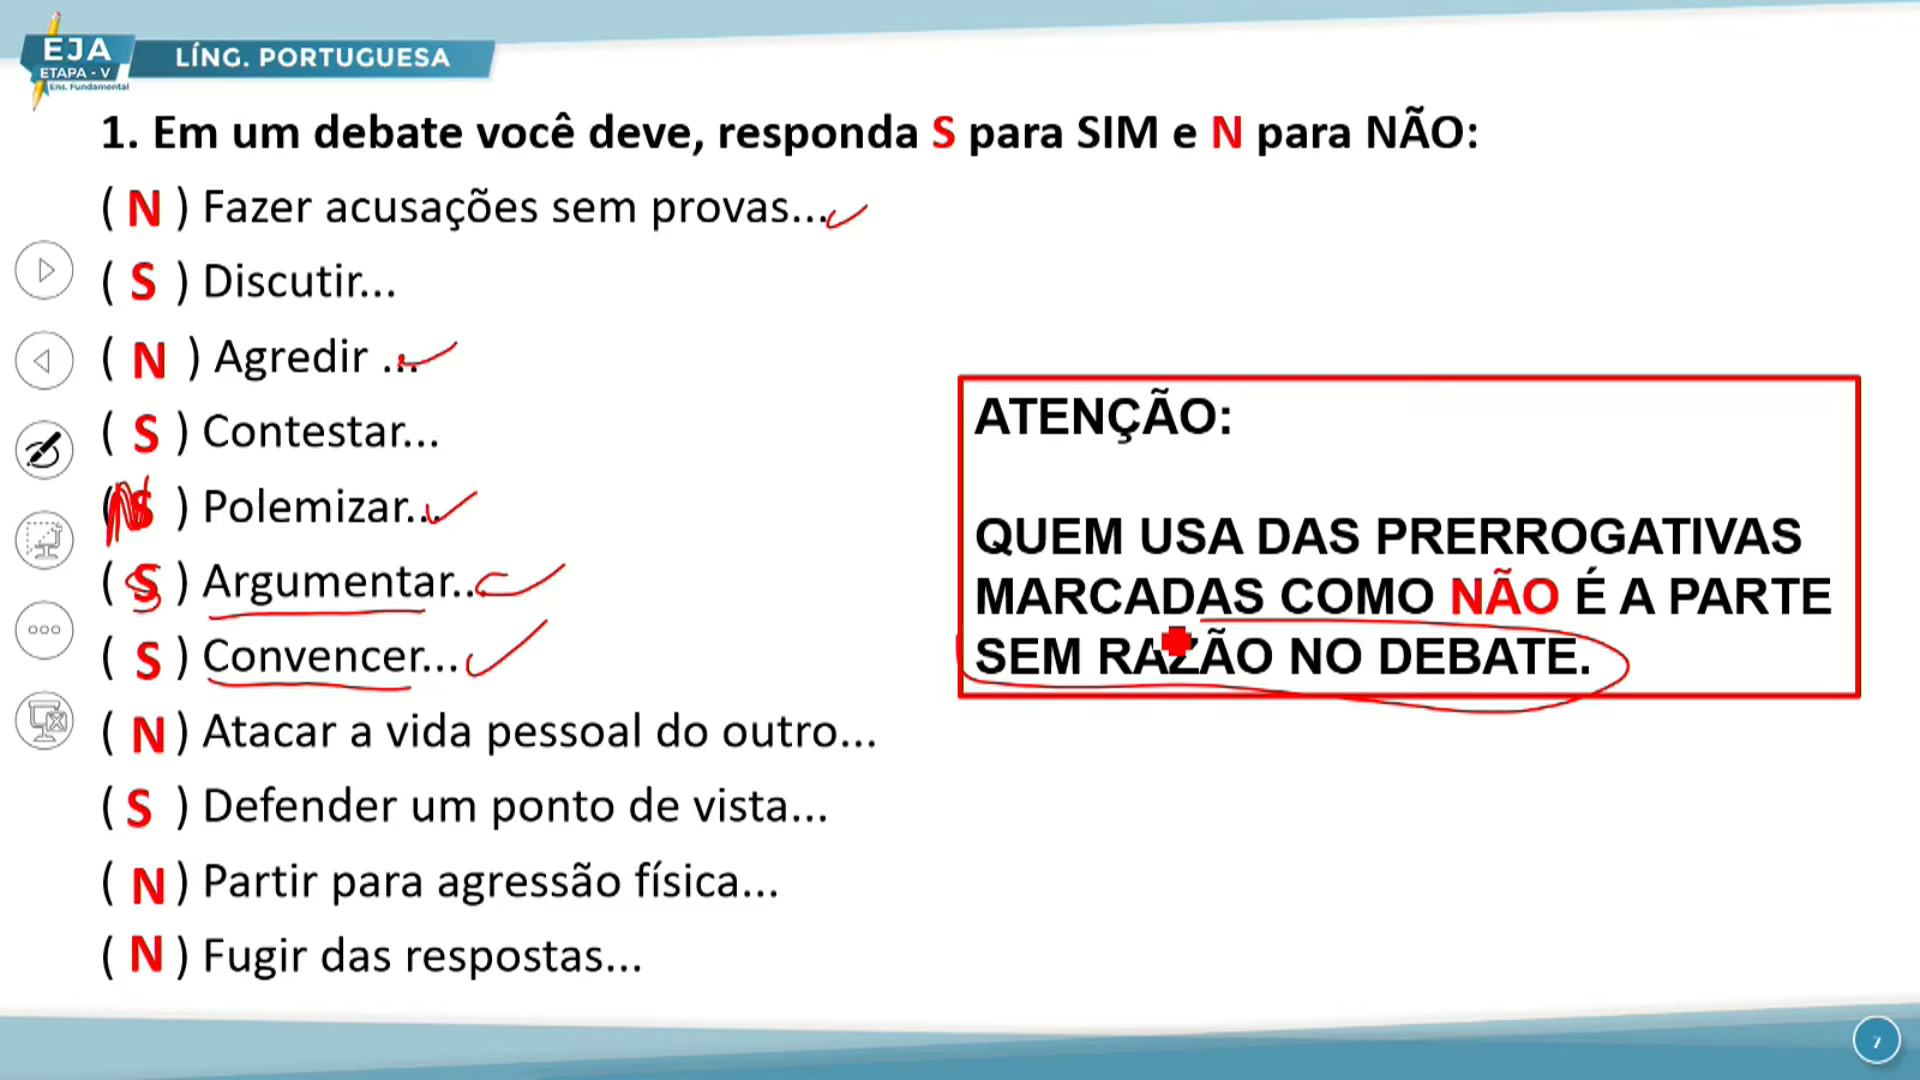 EJA
ETAPA - V
Ens. Fundamental
LÍNG. PORTUGUESA
1. Em um debate você deve, responda S para SIM e N para NÃO:
( N ) Fazer acusações sem provas...
( S ) Discutir...
( N ) Agredir ...
( S ) Contestar...
( N ) Polemizar...
( S ) Argumentar...
( S ) Convencer...
( N ) Atacar a vida pessoal do outro...
( S ) Defender um ponto de vista...
( N ) Partir para agressão física...
( N ) Fugir das respostas...
ATENÇÃO:
QUEM USA DAS PRERROGATIVAS
MARCADAS COMO NÃO É A PARTE
SEM RAZÃO NO DEBATE.
7